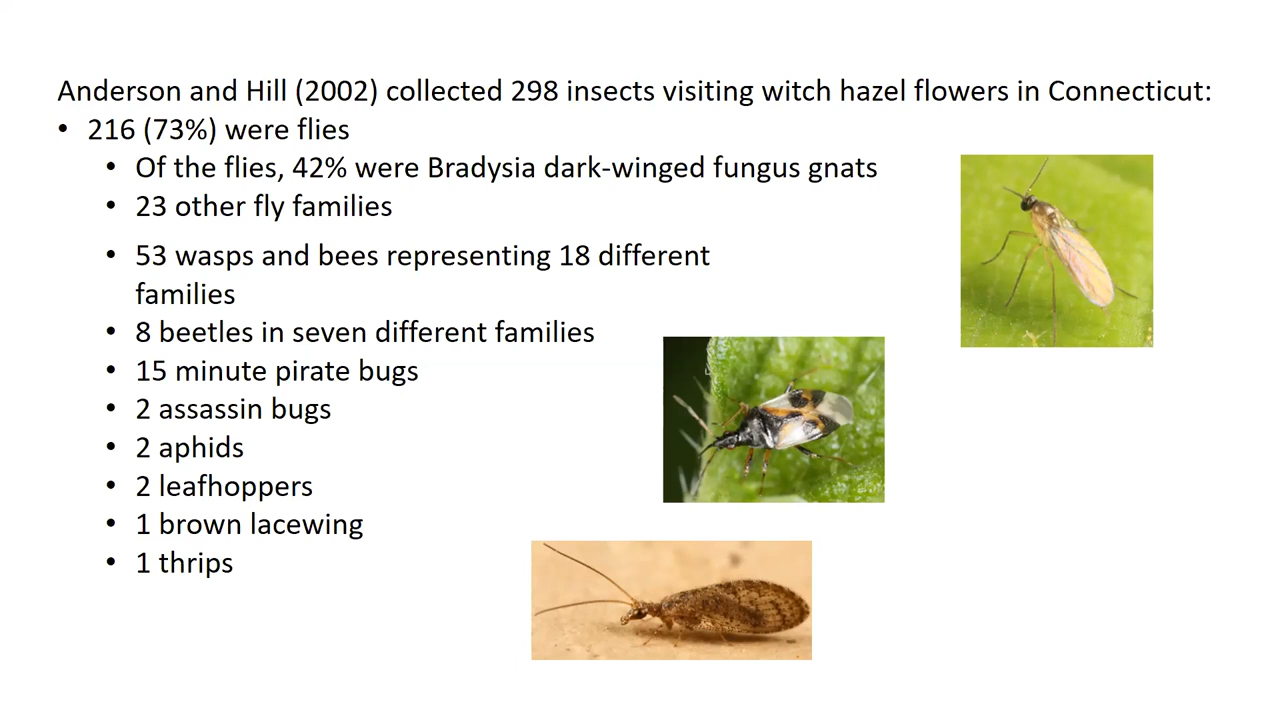 Anderson and Hill (2002) collected 298 insects visiting witch hazel flowers in Connecticut:
• 216 (73%) were flies
• Of the flies, 42% were Bradysia dark-winged fungus gnats
• 23 other fly families
• 53 wasps and bees representing 18 different
families
• 8 beetles in seven different families
• 15 minute pirate bugs
• 2 assassin bugs
• 2 aphids
• 2 leafhoppers
• 1 brown lacewing
• 1 thrips